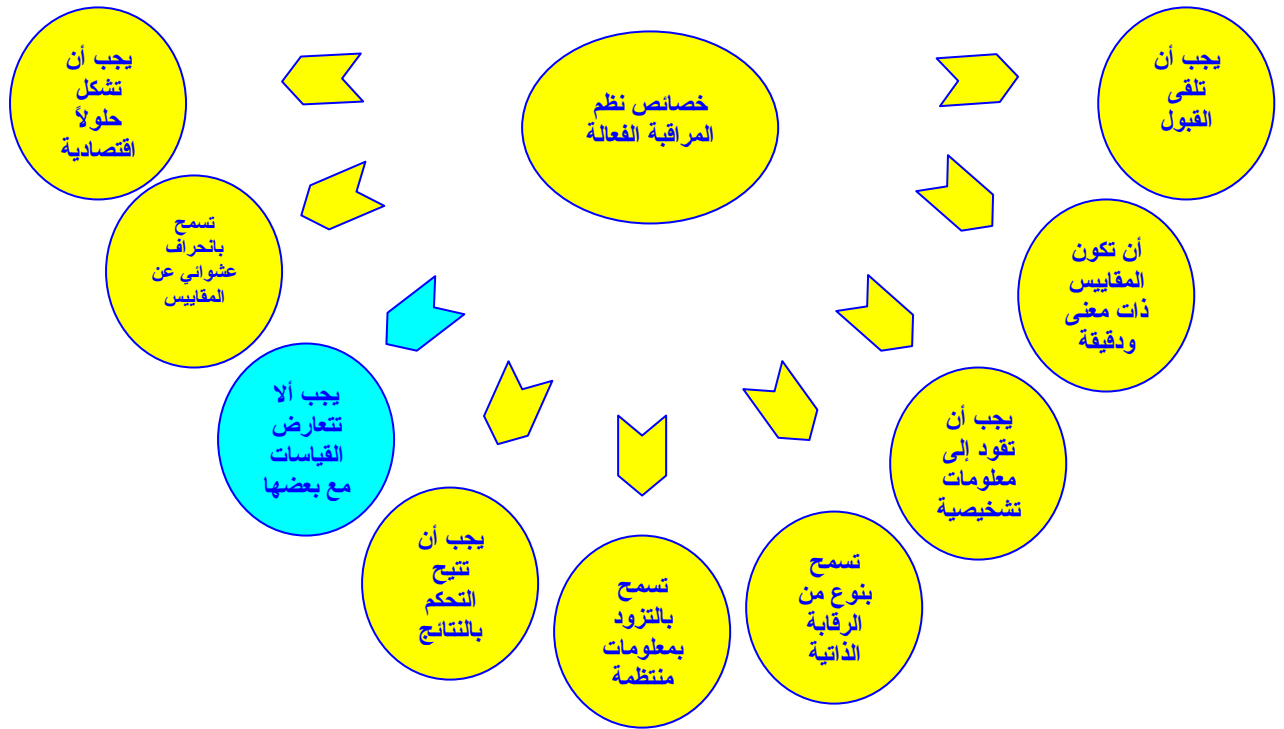 خصائص نظم
المراقبة الفعالة
يجب أن
تلقى
القبول
أن تكون
المقاييس
ذات معنى
ودقيقة
يجب أن
تقود إلى
معلومات
تشخيصية
تسمح
بنوع من
الرقابة
الذاتية
تسمح
بالتزود
بمعلومات
منتظمة
يجب أن
تتيح
التحكم
بالنتائج
يجب ألا
تتعارض
القياسات
مع بعضها
تسمح
بانحراف
عشوائي عن
المقاييس
يجب أن
تشكل
حلولاً
اقتصادية